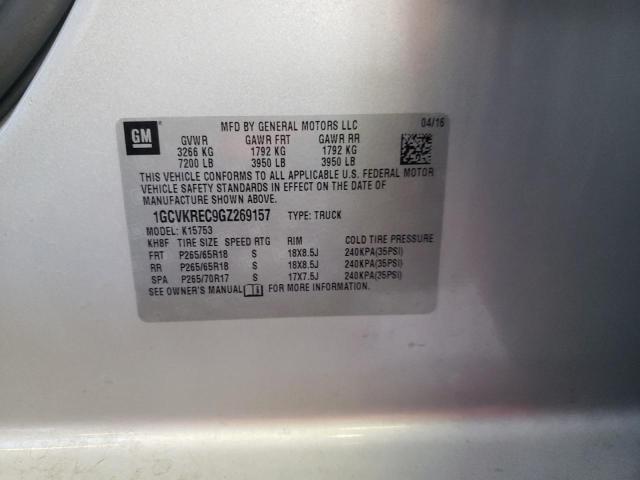 GM
MFD BY GENERAL MOTORS LLC 04/16
GVWR GAWR FRT GAWR RR
3266 KG 1792 KG 1792 KG
7200 LB 3950 LB 3950 LB
THIS VEHICLE CONFORMS TO ALL APPLICABLE U.S. FEDERAL MOTOR
VEHICLE SAFETY STANDARDS IN EFFECT ON THE DATE OF
MANUFACTURE SHOWN ABOVE.
1GCVKREC9GZ269157 TYPE: TRUCK
MODEL: K15753
KHBF TIRE SIZE SPEED RTG RIM COLD TIRE PRESSURE
FRT P265/65R18 S 18X8.5J 240KPA(35PSI)
RR P265/65R18 S 18X8.5J 240KPA(35PSI)
SPA P265/70R17 S 17X7.5J 240KPA(35PSI)
SEE OWNER'S MANUAL FOR MORE INFORMATION.